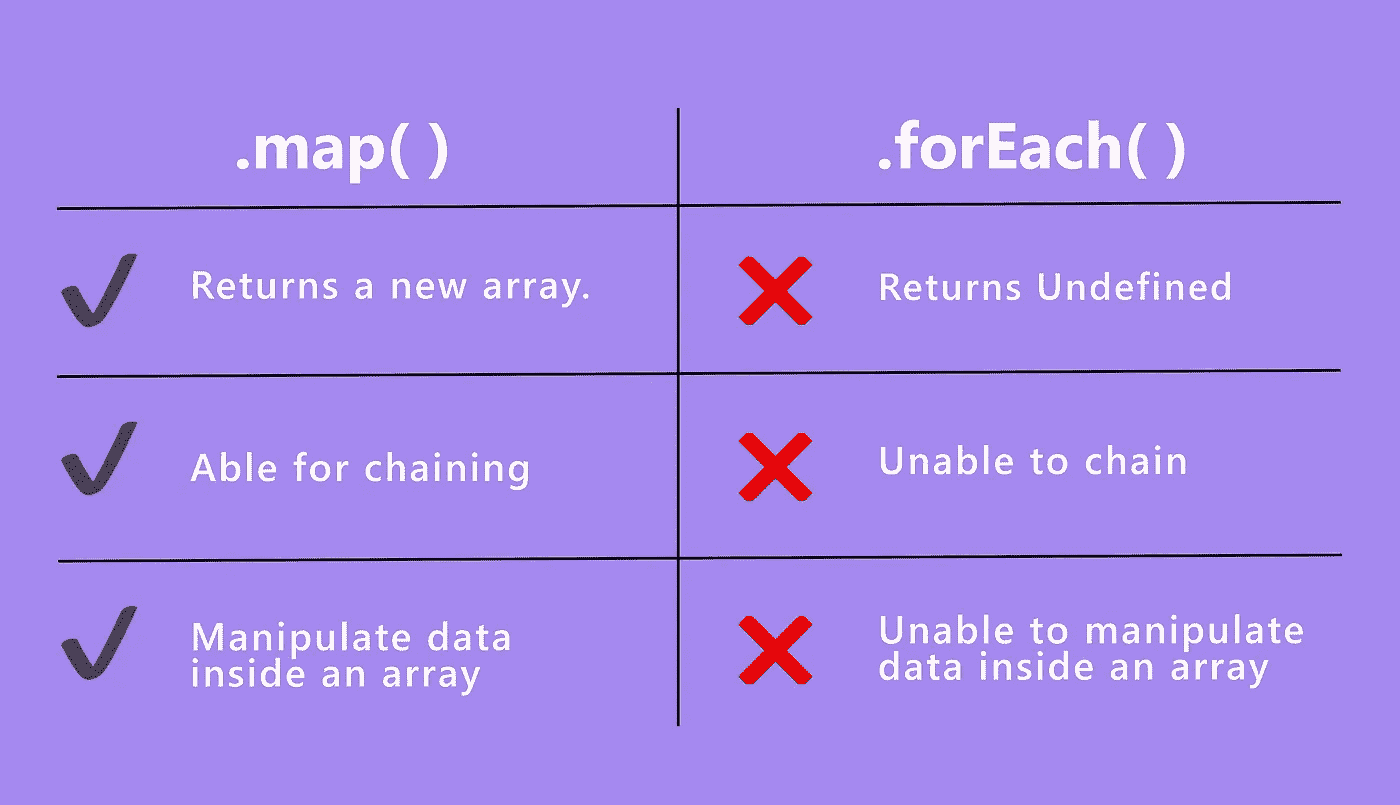 .map( )
.forEach( )
Returns a new array.
Returns Undefined
Able for chaining
Unable to chain
Manipulate data
inside an array
Unable to manipulate
data inside an array